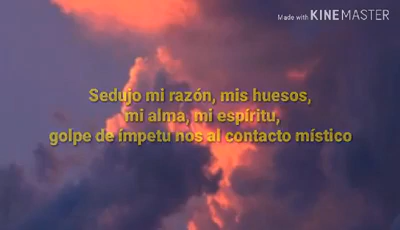 Made with KINEMASTER
Sedujo mi razón, mis huesos,
mi alma, mi espíritu,
golpe de ímpetu nos al contacto místico